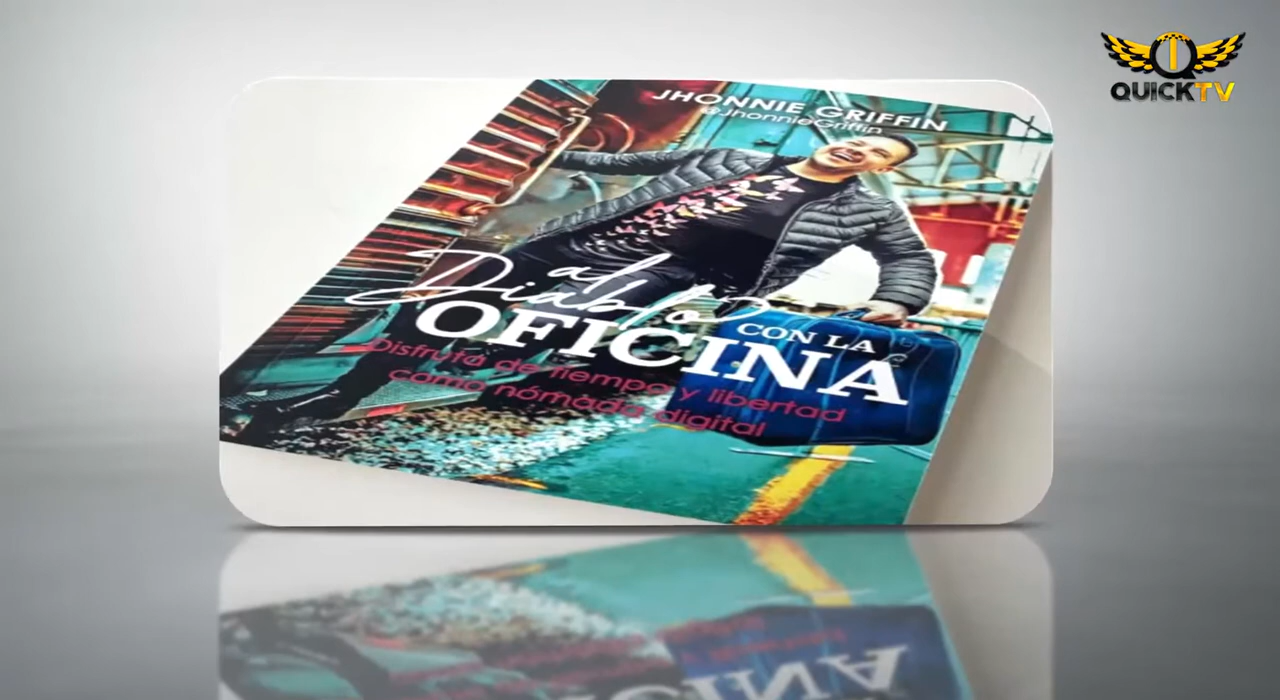 QUICKTV
JHONNIE GRIFFIN
@JhonnieGriffin
al
Diablo
CON LA
OFICINA
Disfruta de tiempo y libertad
como nómada digital